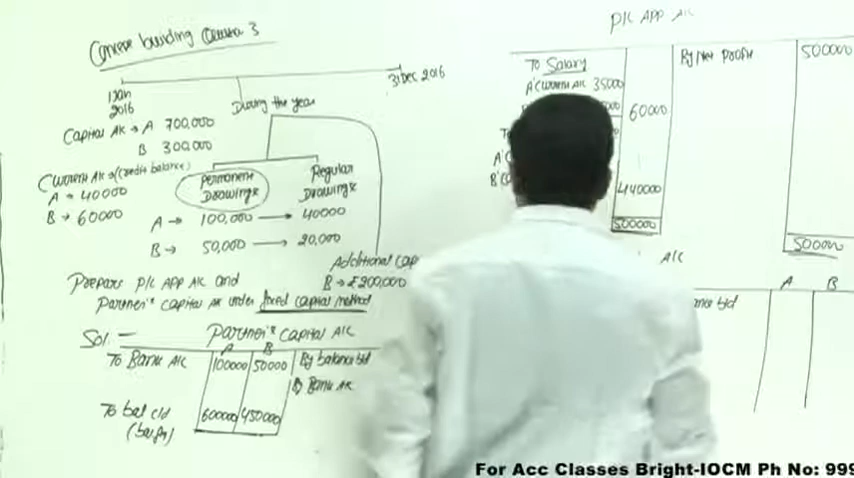 Concept building Question 3
1 Jan 2016
31 Dec 2016
During the year
Capital A/c → A 700,000
B 300,000
Current A/c → (Credit balance)
A → 40000
B → 60000
Permanent Drawings
Regular Drawings
A → 100,000 → 40000
B → 50,000 → 20,000
Additional Cap
B → ₹200,000
Prepare P/L APP A/c and
Partner's capital A/c under fixed capital method
Sol. —
Partner's Capital A/C
A B
To Bank A/c 100000 50000 By balance b/d
By Bank A/c
To bal c/d 600000 450000
(bal fig)
P/L APP A/c
To Salary
A's Current A/c 35000
60000
By Net Profit 500000
A'C
B'C
440000
500000
500000
A/C
A B
b/d
For Acc Classes Bright-IOCM Ph No: 999